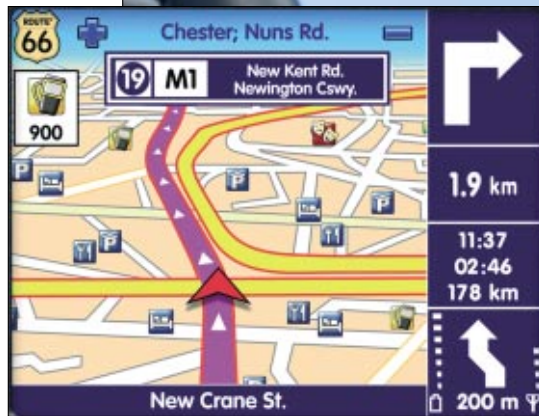 ROUTE
66
Chester; Nuns Rd.
19 M1
New Kent Rd.
Newington Cswy.
900
P
P
P
P
1.9 km
11:37
02:46
178 km
200 m
New Crane St.